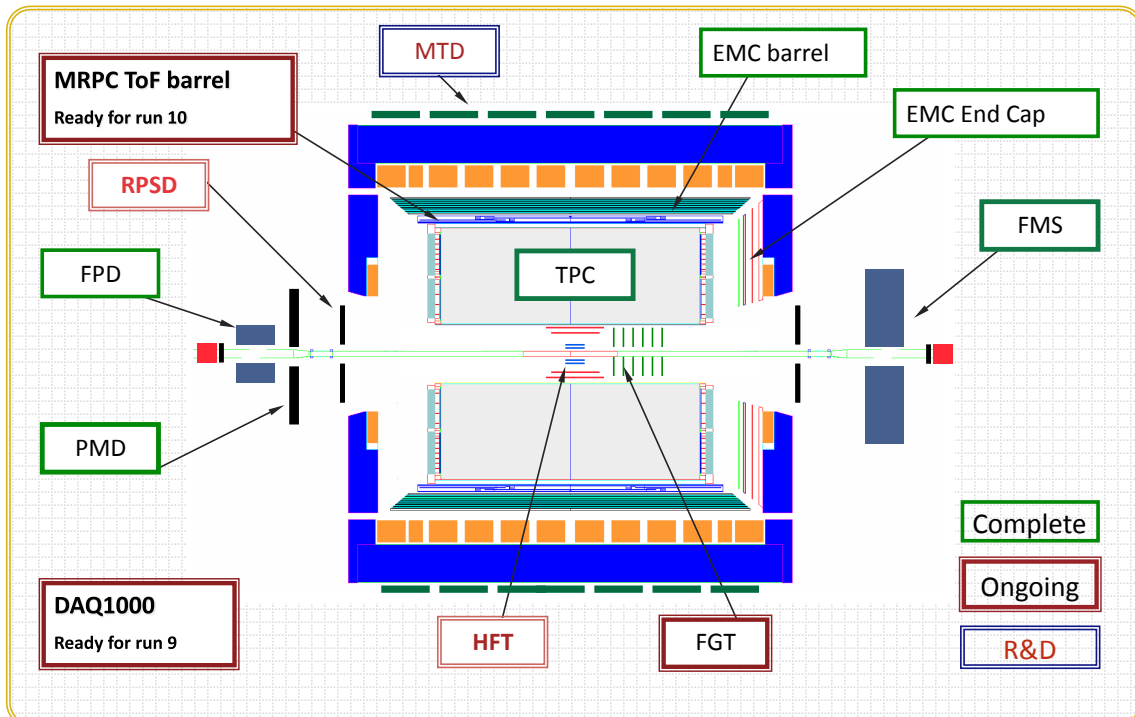 MTD
EMC barrel
MRPC ToF barrel
Ready for run 10
EMC End Cap
RPSD
FMS
FPD
TPC
PMD
Complete
Ongoing
DAQ1000
Ready for run 9
HFT
FGT
R&D